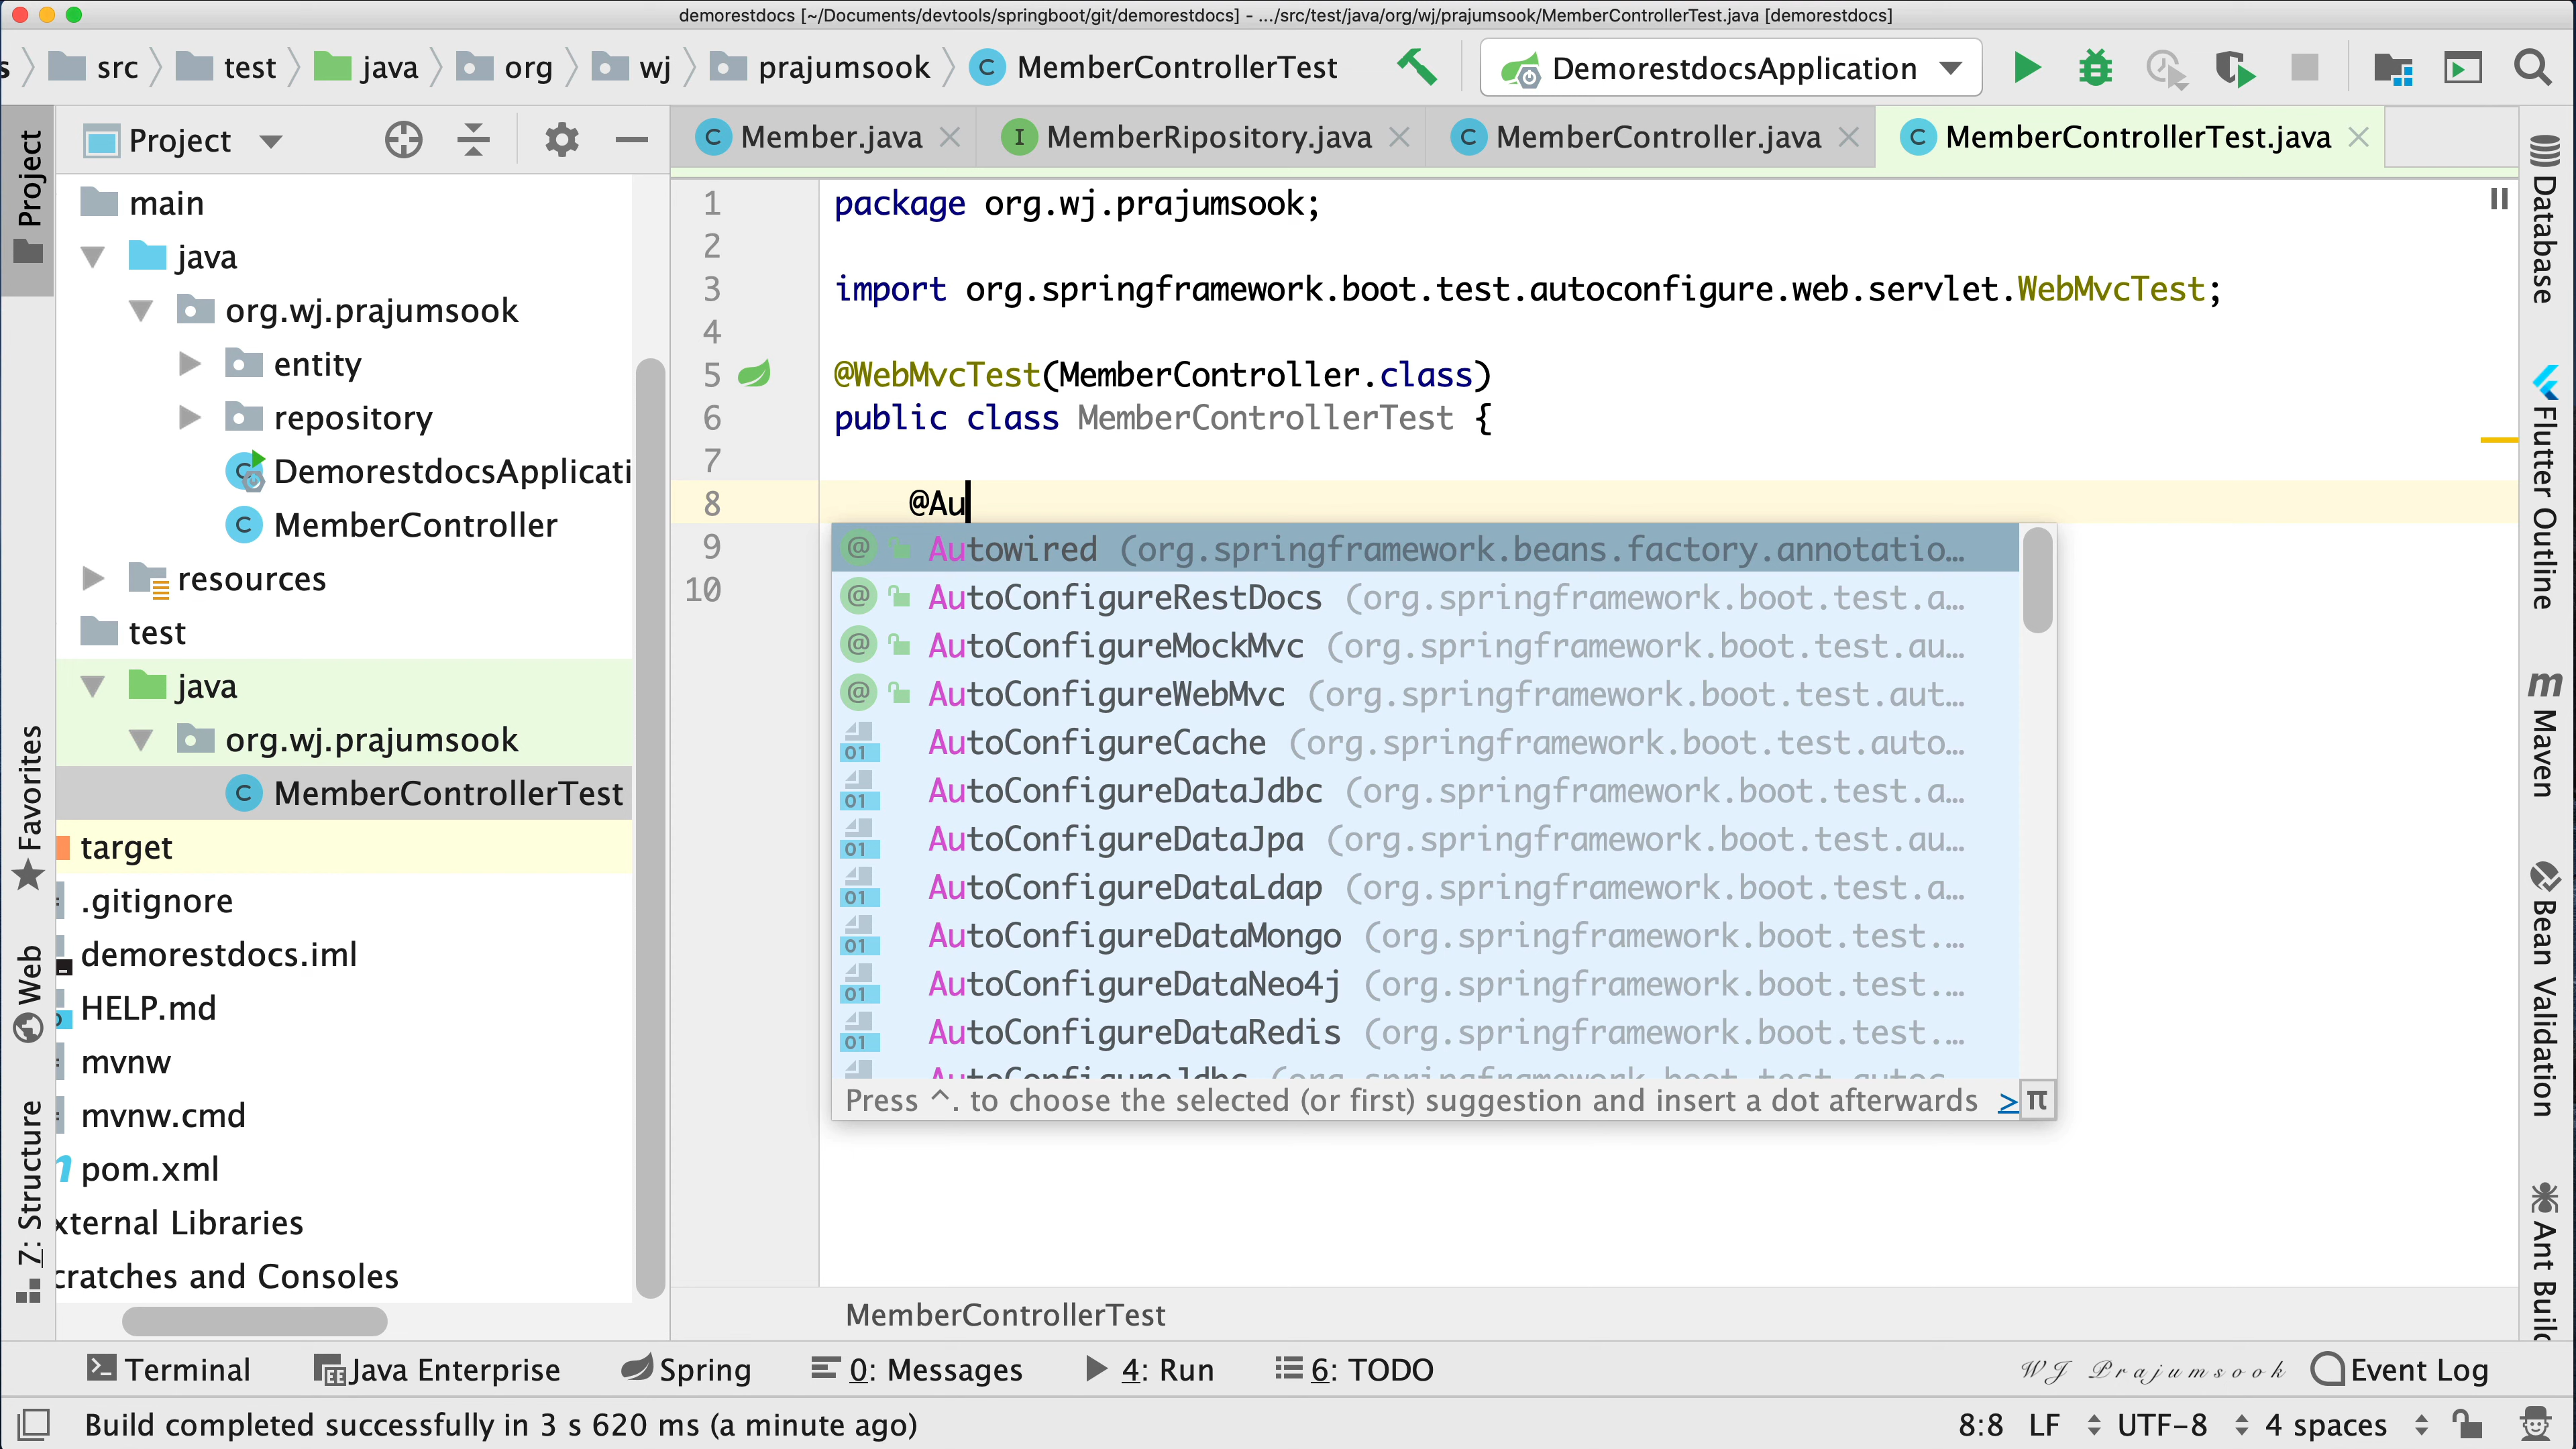 demorestdocs [~/Documents/devtools/springboot/git/demorestdocs] - .../src/test/java/org/wj/prajumsook/MemberControllerTest.java [demorestdocs]
s src test java org wj prajumsook MemberControllerTest DemorestdocsApplication
Project
Member.java MemberRipository.java MemberController.java MemberControllerTest.java
main
java
org.wj.prajumsook
entity
repository
DemorestdocsApplicati
MemberController
resources
test
java
org.wj.prajumsook
MemberControllerTest
target
.gitignore
demorestdocs.iml
HELP.md
mvnw
mvnw.cmd
pom.xml
xternal Libraries
cratches and Consoles
Project
Favorites
Web
Z: Structure
1 package org.wj.prajumsook;
2
3 import org.springframework.boot.test.autoconfigure.web.servlet.WebMvcTest;
4
5 @WebMvcTest(MemberController.class)
6 public class MemberControllerTest {
7
8 @Au
9
10
Autowired (org.springframework.beans.factory.annotatio…
AutoConfigureRestDocs (org.springframework.boot.test.a…
AutoConfigureMockMvc (org.springframework.boot.test.au…
AutoConfigureWebMvc (org.springframework.boot.test.aut…
AutoConfigureCache (org.springframework.boot.test.auto…
AutoConfigureDataJdbc (org.springframework.boot.test.a…
AutoConfigureDataJpa (org.springframework.boot.test.au…
AutoConfigureDataLdap (org.springframework.boot.test.a…
AutoConfigureDataMongo (org.springframework.boot.test.…
AutoConfigureDataNeo4j (org.springframework.boot.test.…
AutoConfigureDataRedis (org.springframework.boot.test.…
AutoConfigureJdbc (org.springframework.boot.test.autoc…
Press ^. to choose the selected (or first) suggestion and insert a dot afterwards > π
MemberControllerTest
Database
Flutter Outline
Maven
Bean Validation
Ant Build
Terminal Java Enterprise Spring 0: Messages 4: Run 6: TODO WJ Prajumsook Event Log
Build completed successfully in 3 s 620 ms (a minute ago) 8:8 LF UTF-8 4 spaces